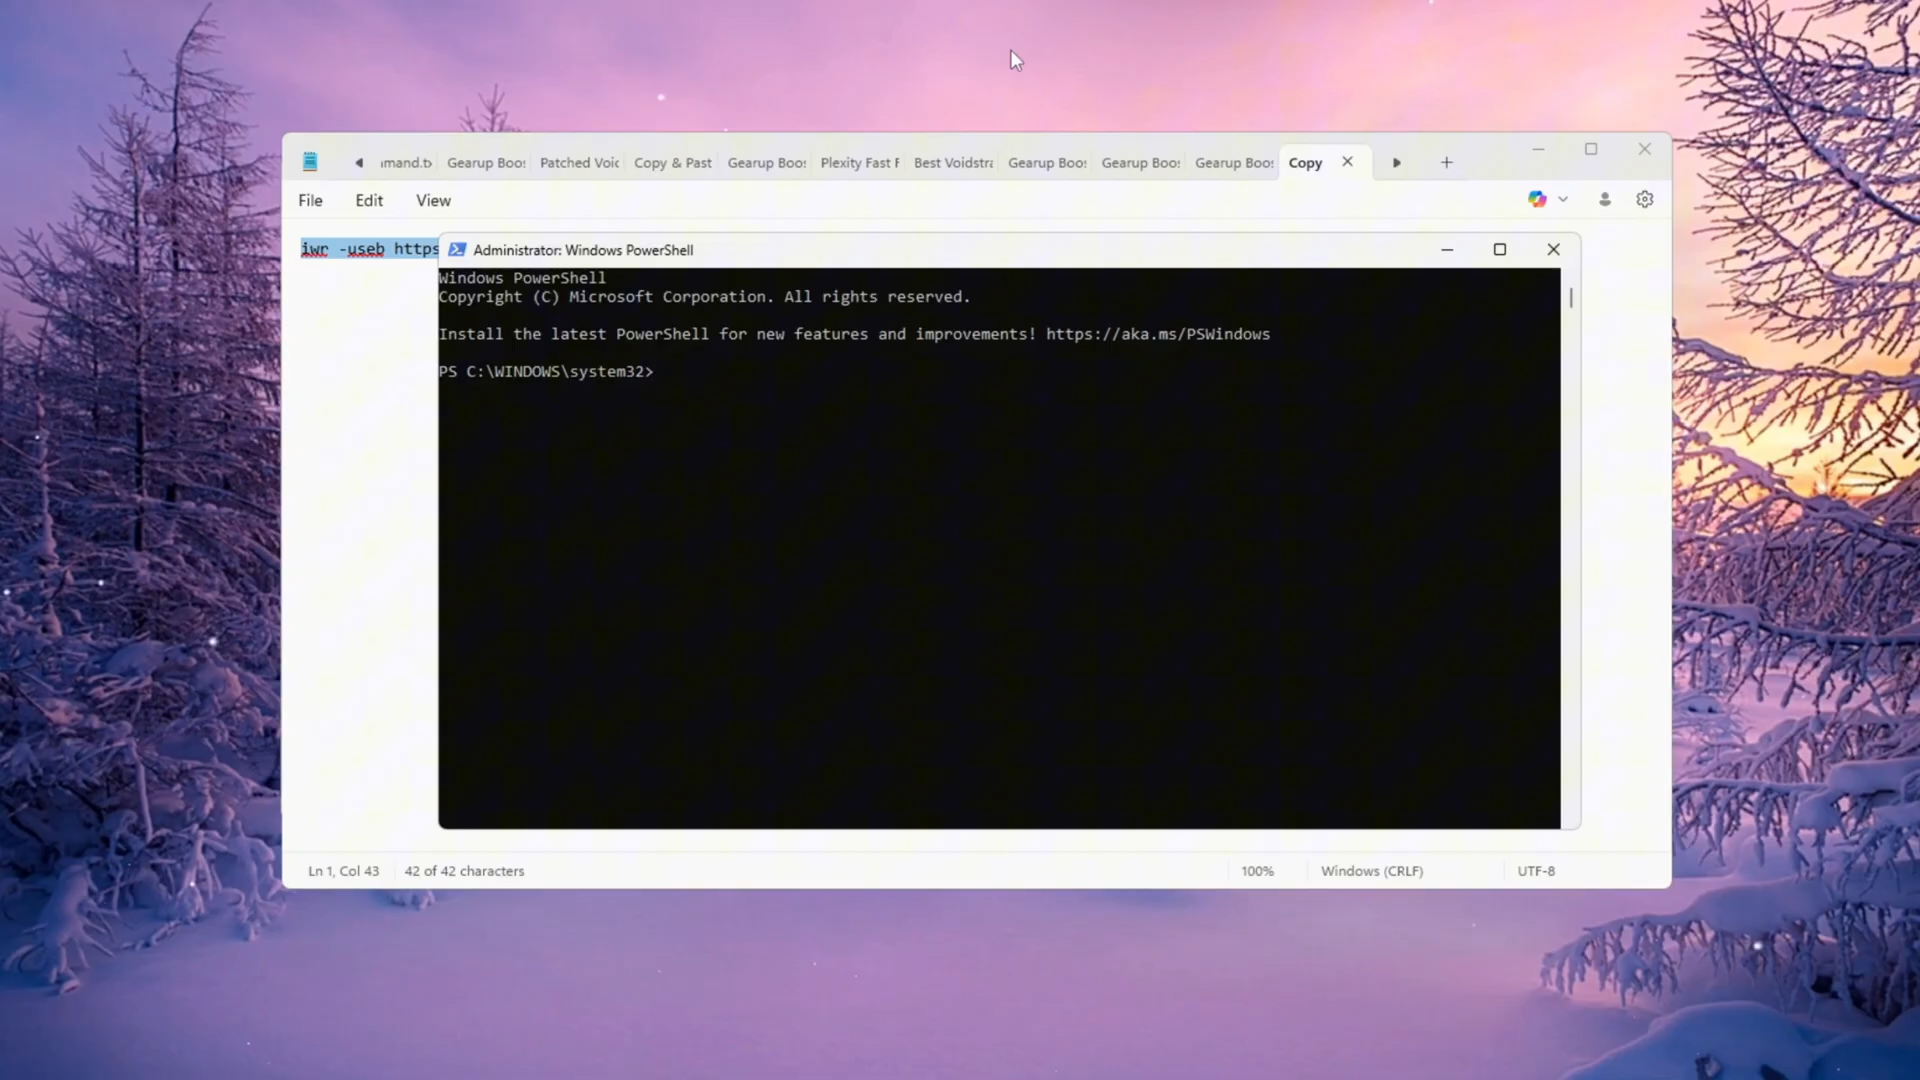 mand.t
Gearup Boo
Patched Voi
Copy & Past
Gearup Boo
Plexity Fast
Best Voidstr
Gearup Boo
Gearup Boo
Gearup Boo
Copy
File Edit View
iwr -useb https
Administrator: Windows PowerShell
Windows PowerShell
Copyright (C) Microsoft Corporation. All rights reserved.
Install the latest PowerShell for new features and improvements! https://aka.ms/PSWindows
PS C:\WINDOWS\system32>
Ln 1, Col 43
42 of 42 characters
100%
Windows (CRLF)
UTF-8